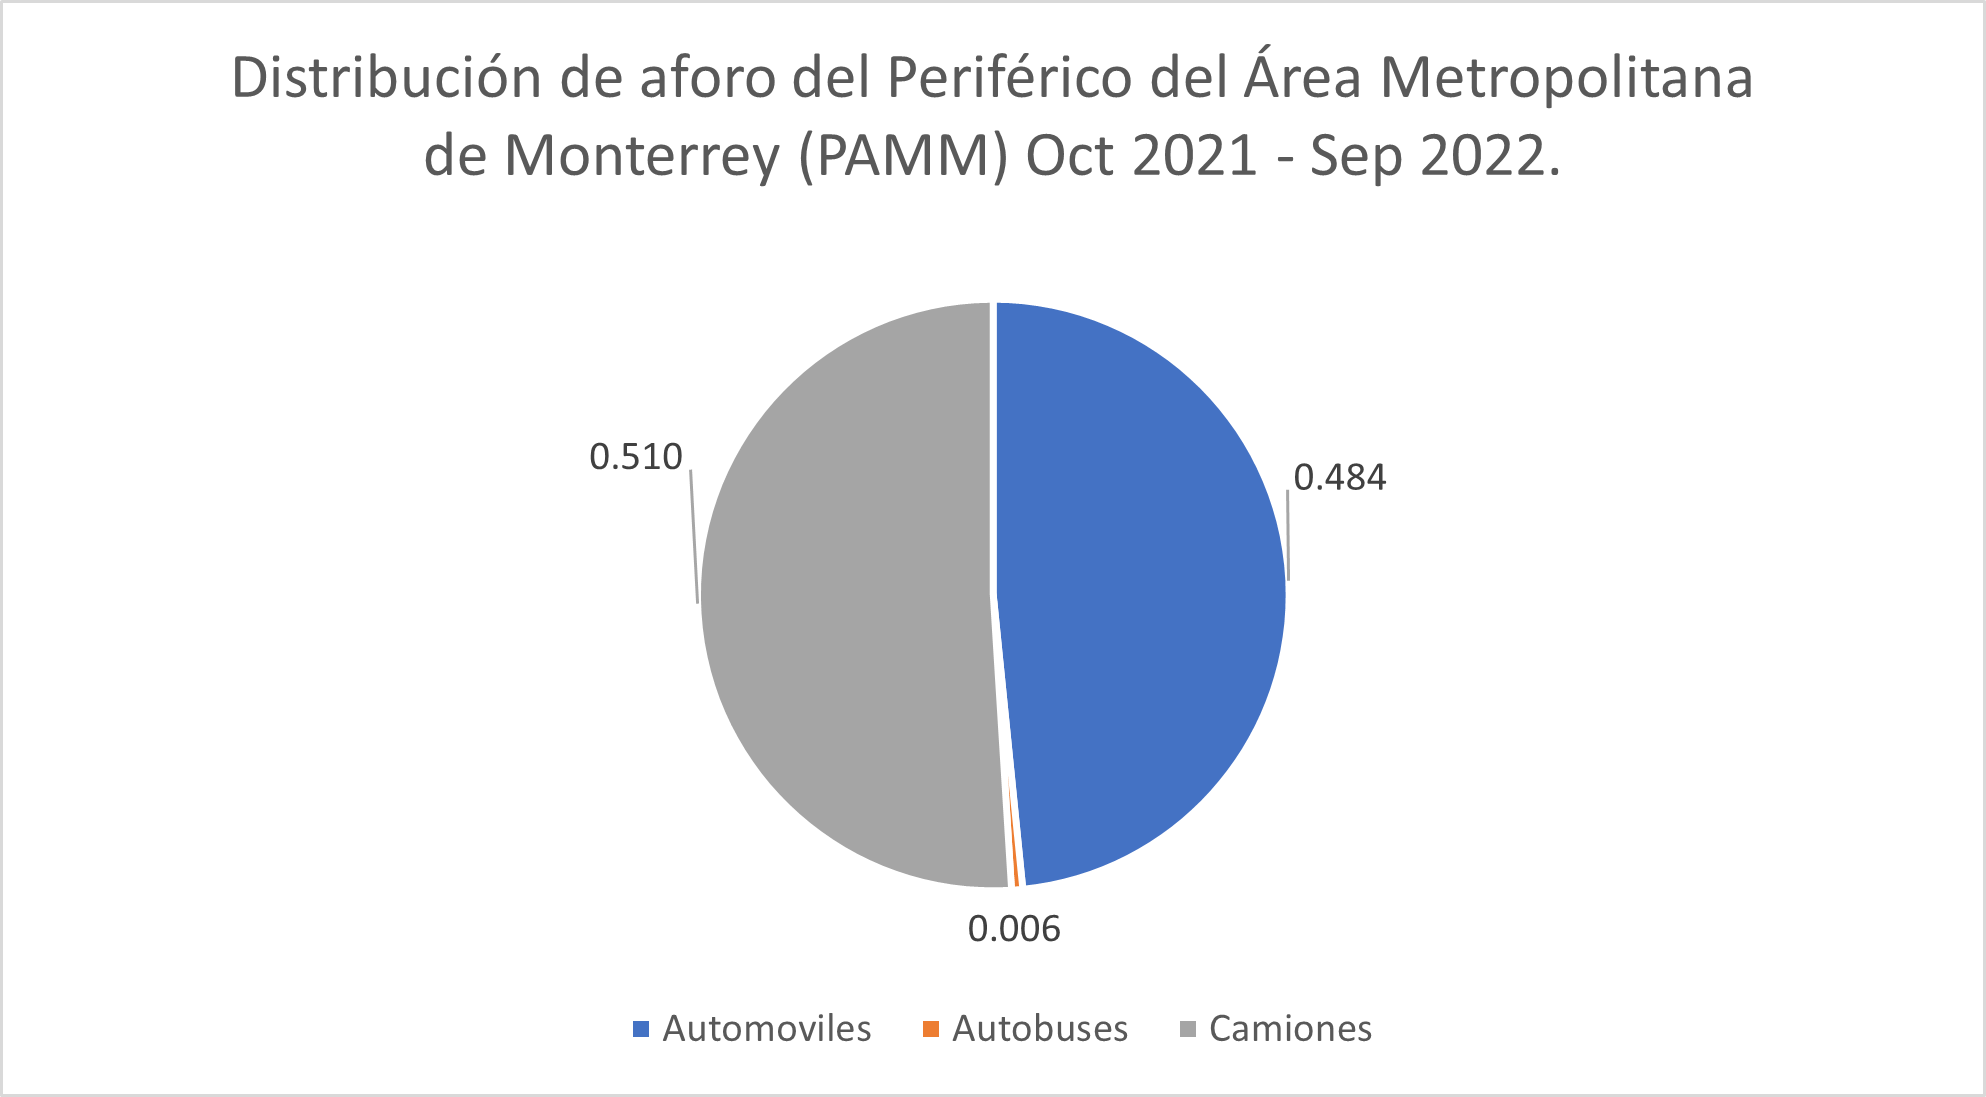 Distribución de aforo del Periférico del Área Metropolitana
de Monterrey (PAMM) Oct 2021 - Sep 2022.
0.510
0.484
0.006
Automoviles Autobuses Camiones